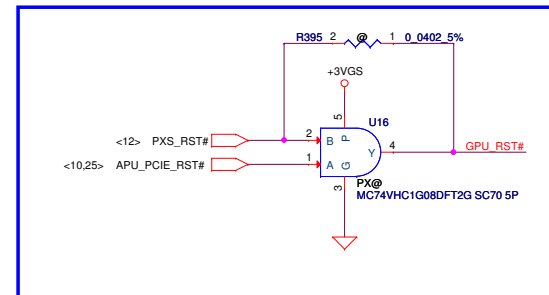 R395 2 @ 1 0_0402_5%
+3VGS
5
U16
<12> PXS_RST# 2 B P
4
Y GPU_RST#
<10,25> APU_PCIE_RST# 1 A G
3
PX@
MC74VHC1G08DFT2G SC70 5P